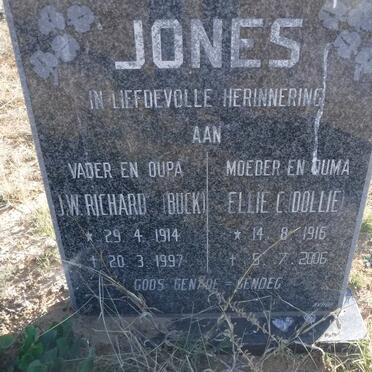 JONES
IN LIEFDEVOLLE HERINNERING
AAN
VADER EN OUPA
J.W. RICHARD (BUCK)
* 29. 4. 1914
† 20. 3. 1997
MOEDER EN OUMA
ELLIE C. (DOLLIE)
* 14. 8. 1916
† 5. 7. 2006
GODS GENADE - GENOEG